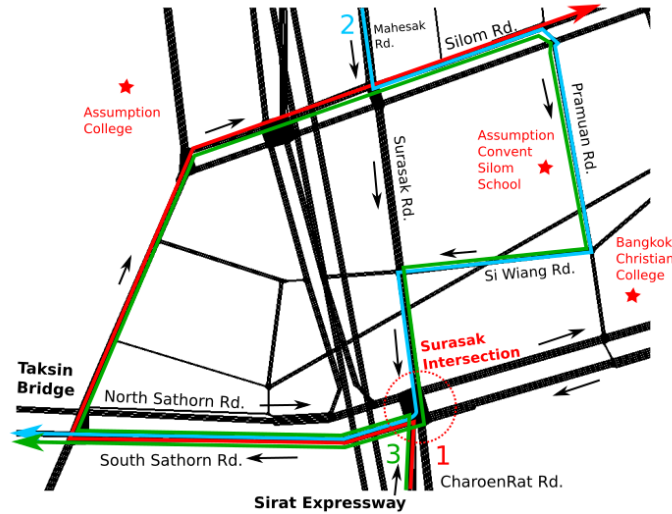 2
Mahesak
Rd.
Silom Rd.
Assumption
College
Surasak Rd.
Assumption
Convent
Silom
School
Pramuan Rd.
Bangkok
Christian
College
Si Wiang Rd.
Surasak
Intersection
Taksin
Bridge
North Sathorn Rd.
South Sathorn Rd.
3
1
CharoenRat Rd.
Sirat Expressway